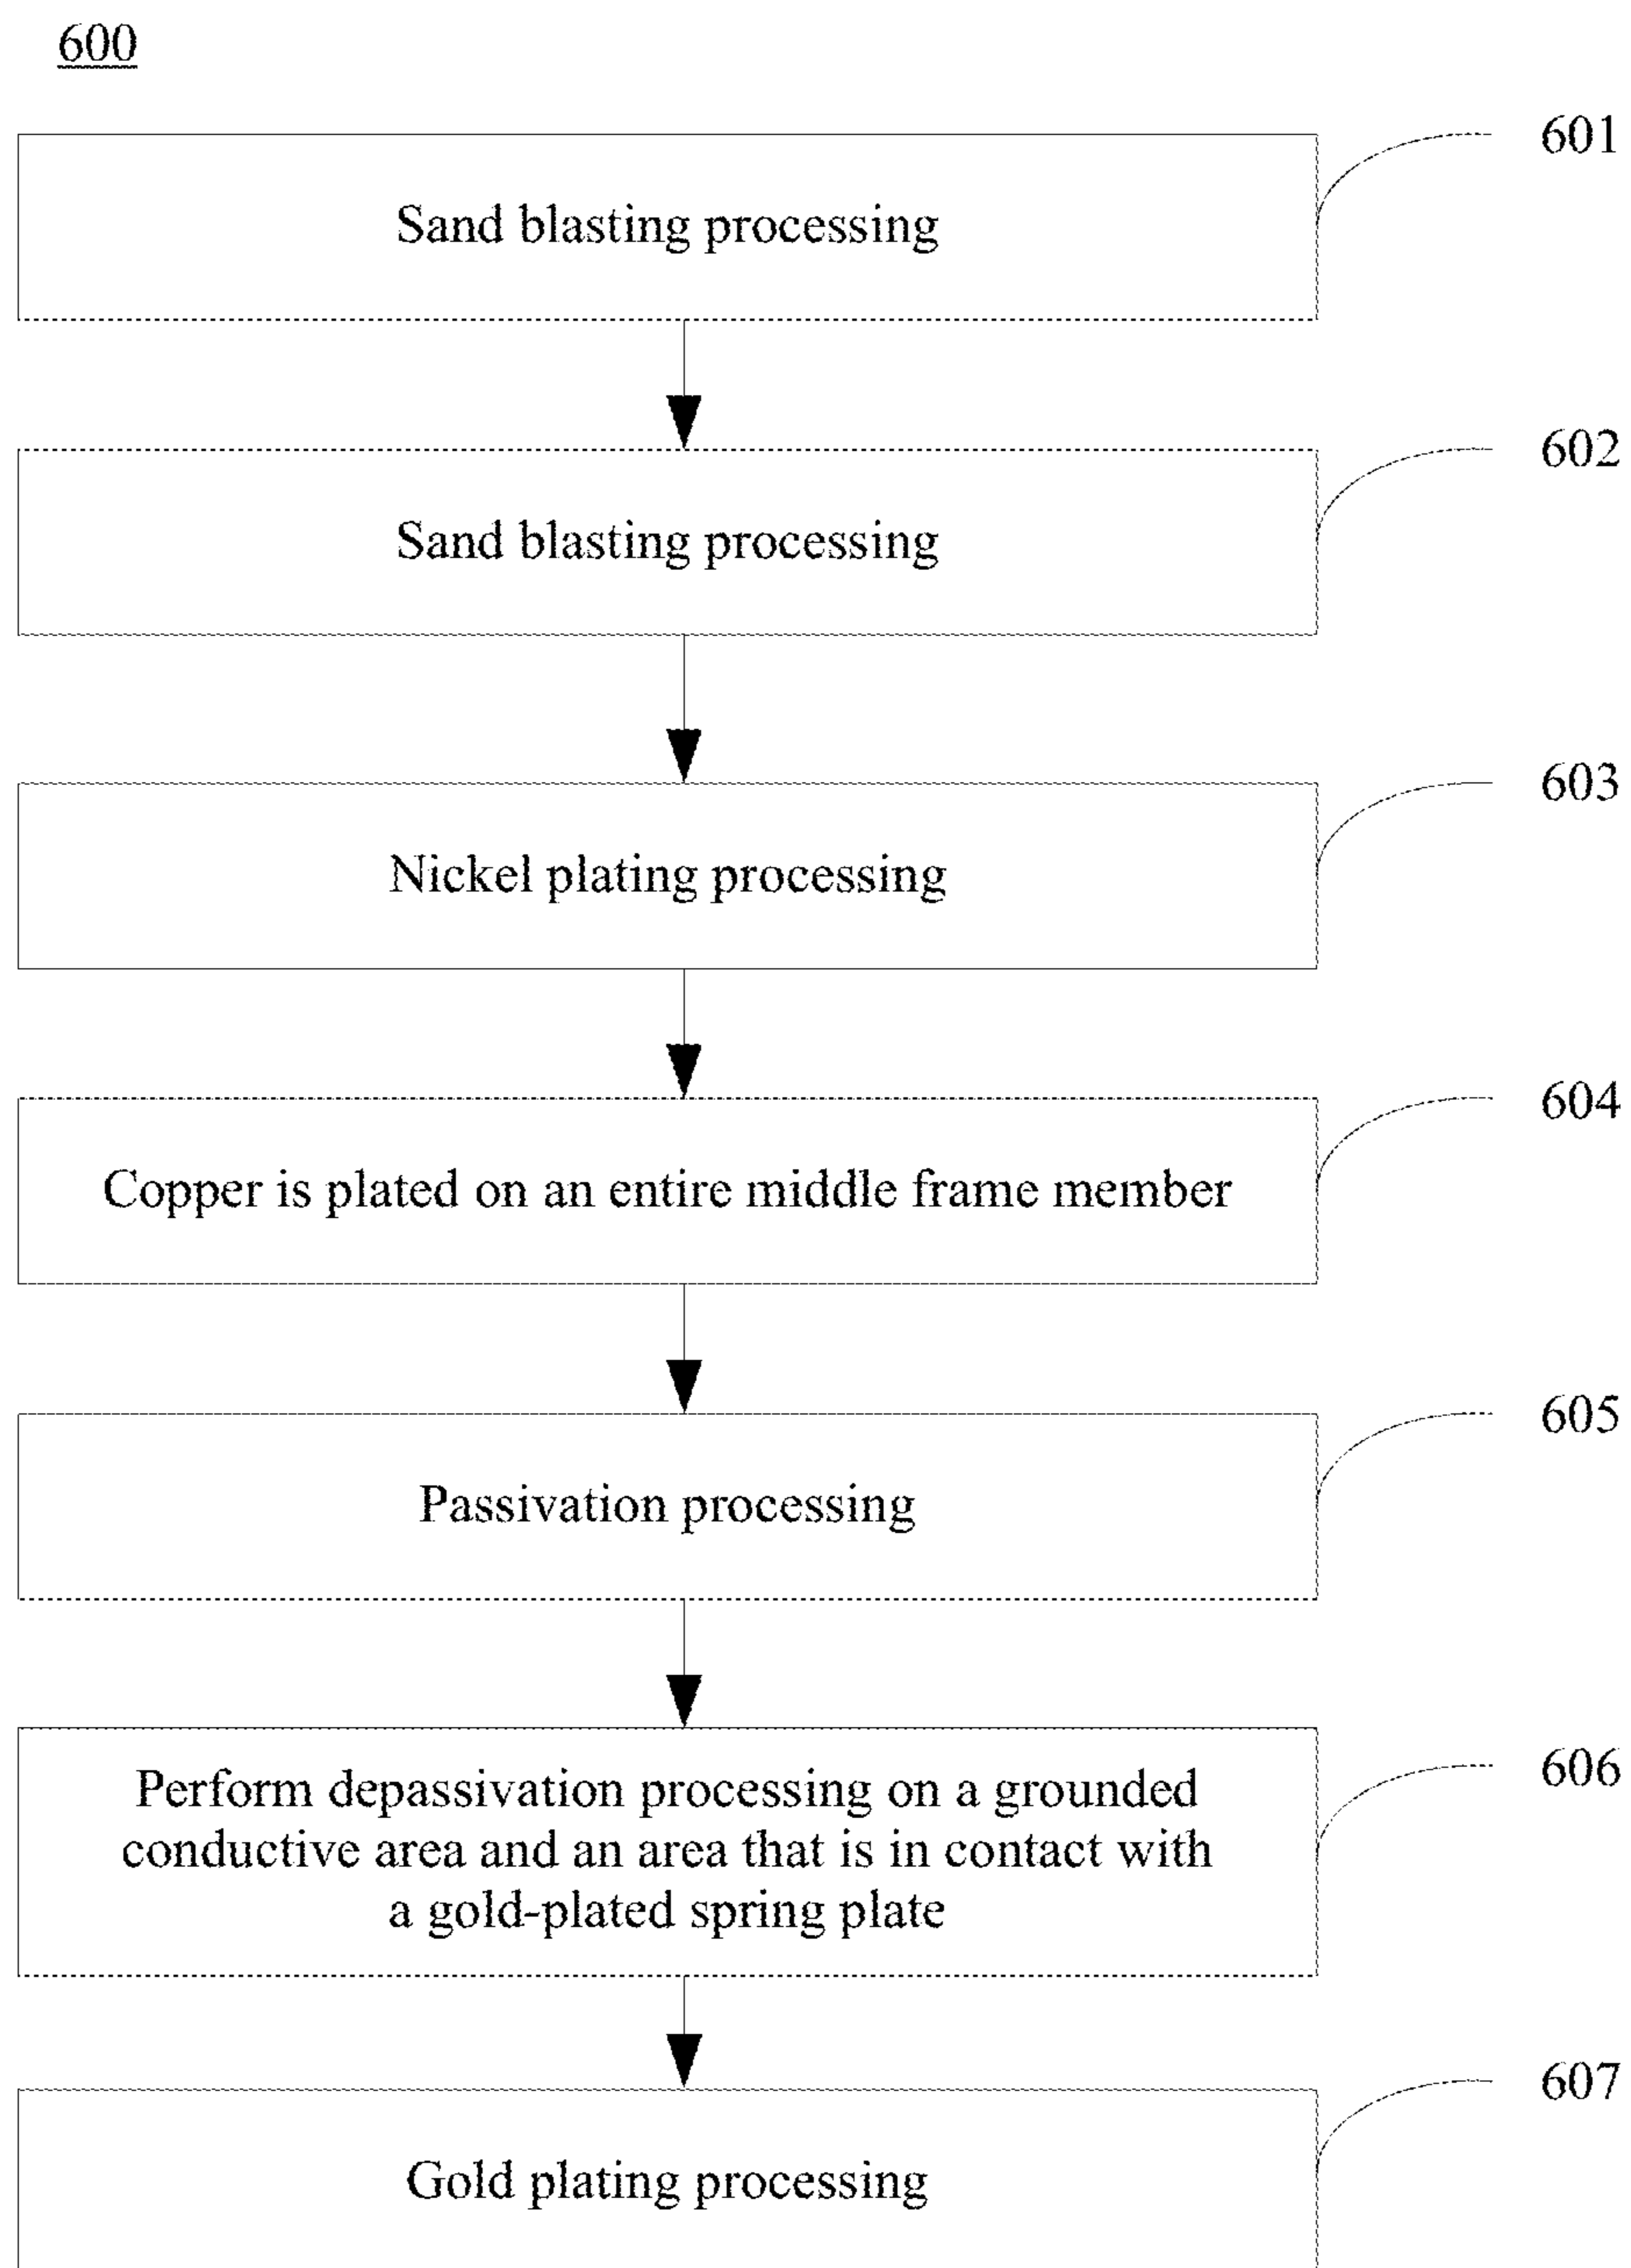 600
601
Sand blasting processing
602
Sand blasting processing
603
Nickel plating processing
604
Copper is plated on an entire middle frame member
605
Passivation processing
606
Perform depassivation processing on a grounded
conductive area and an area that is in contact with
a gold-plated spring plate
607
Gold plating processing